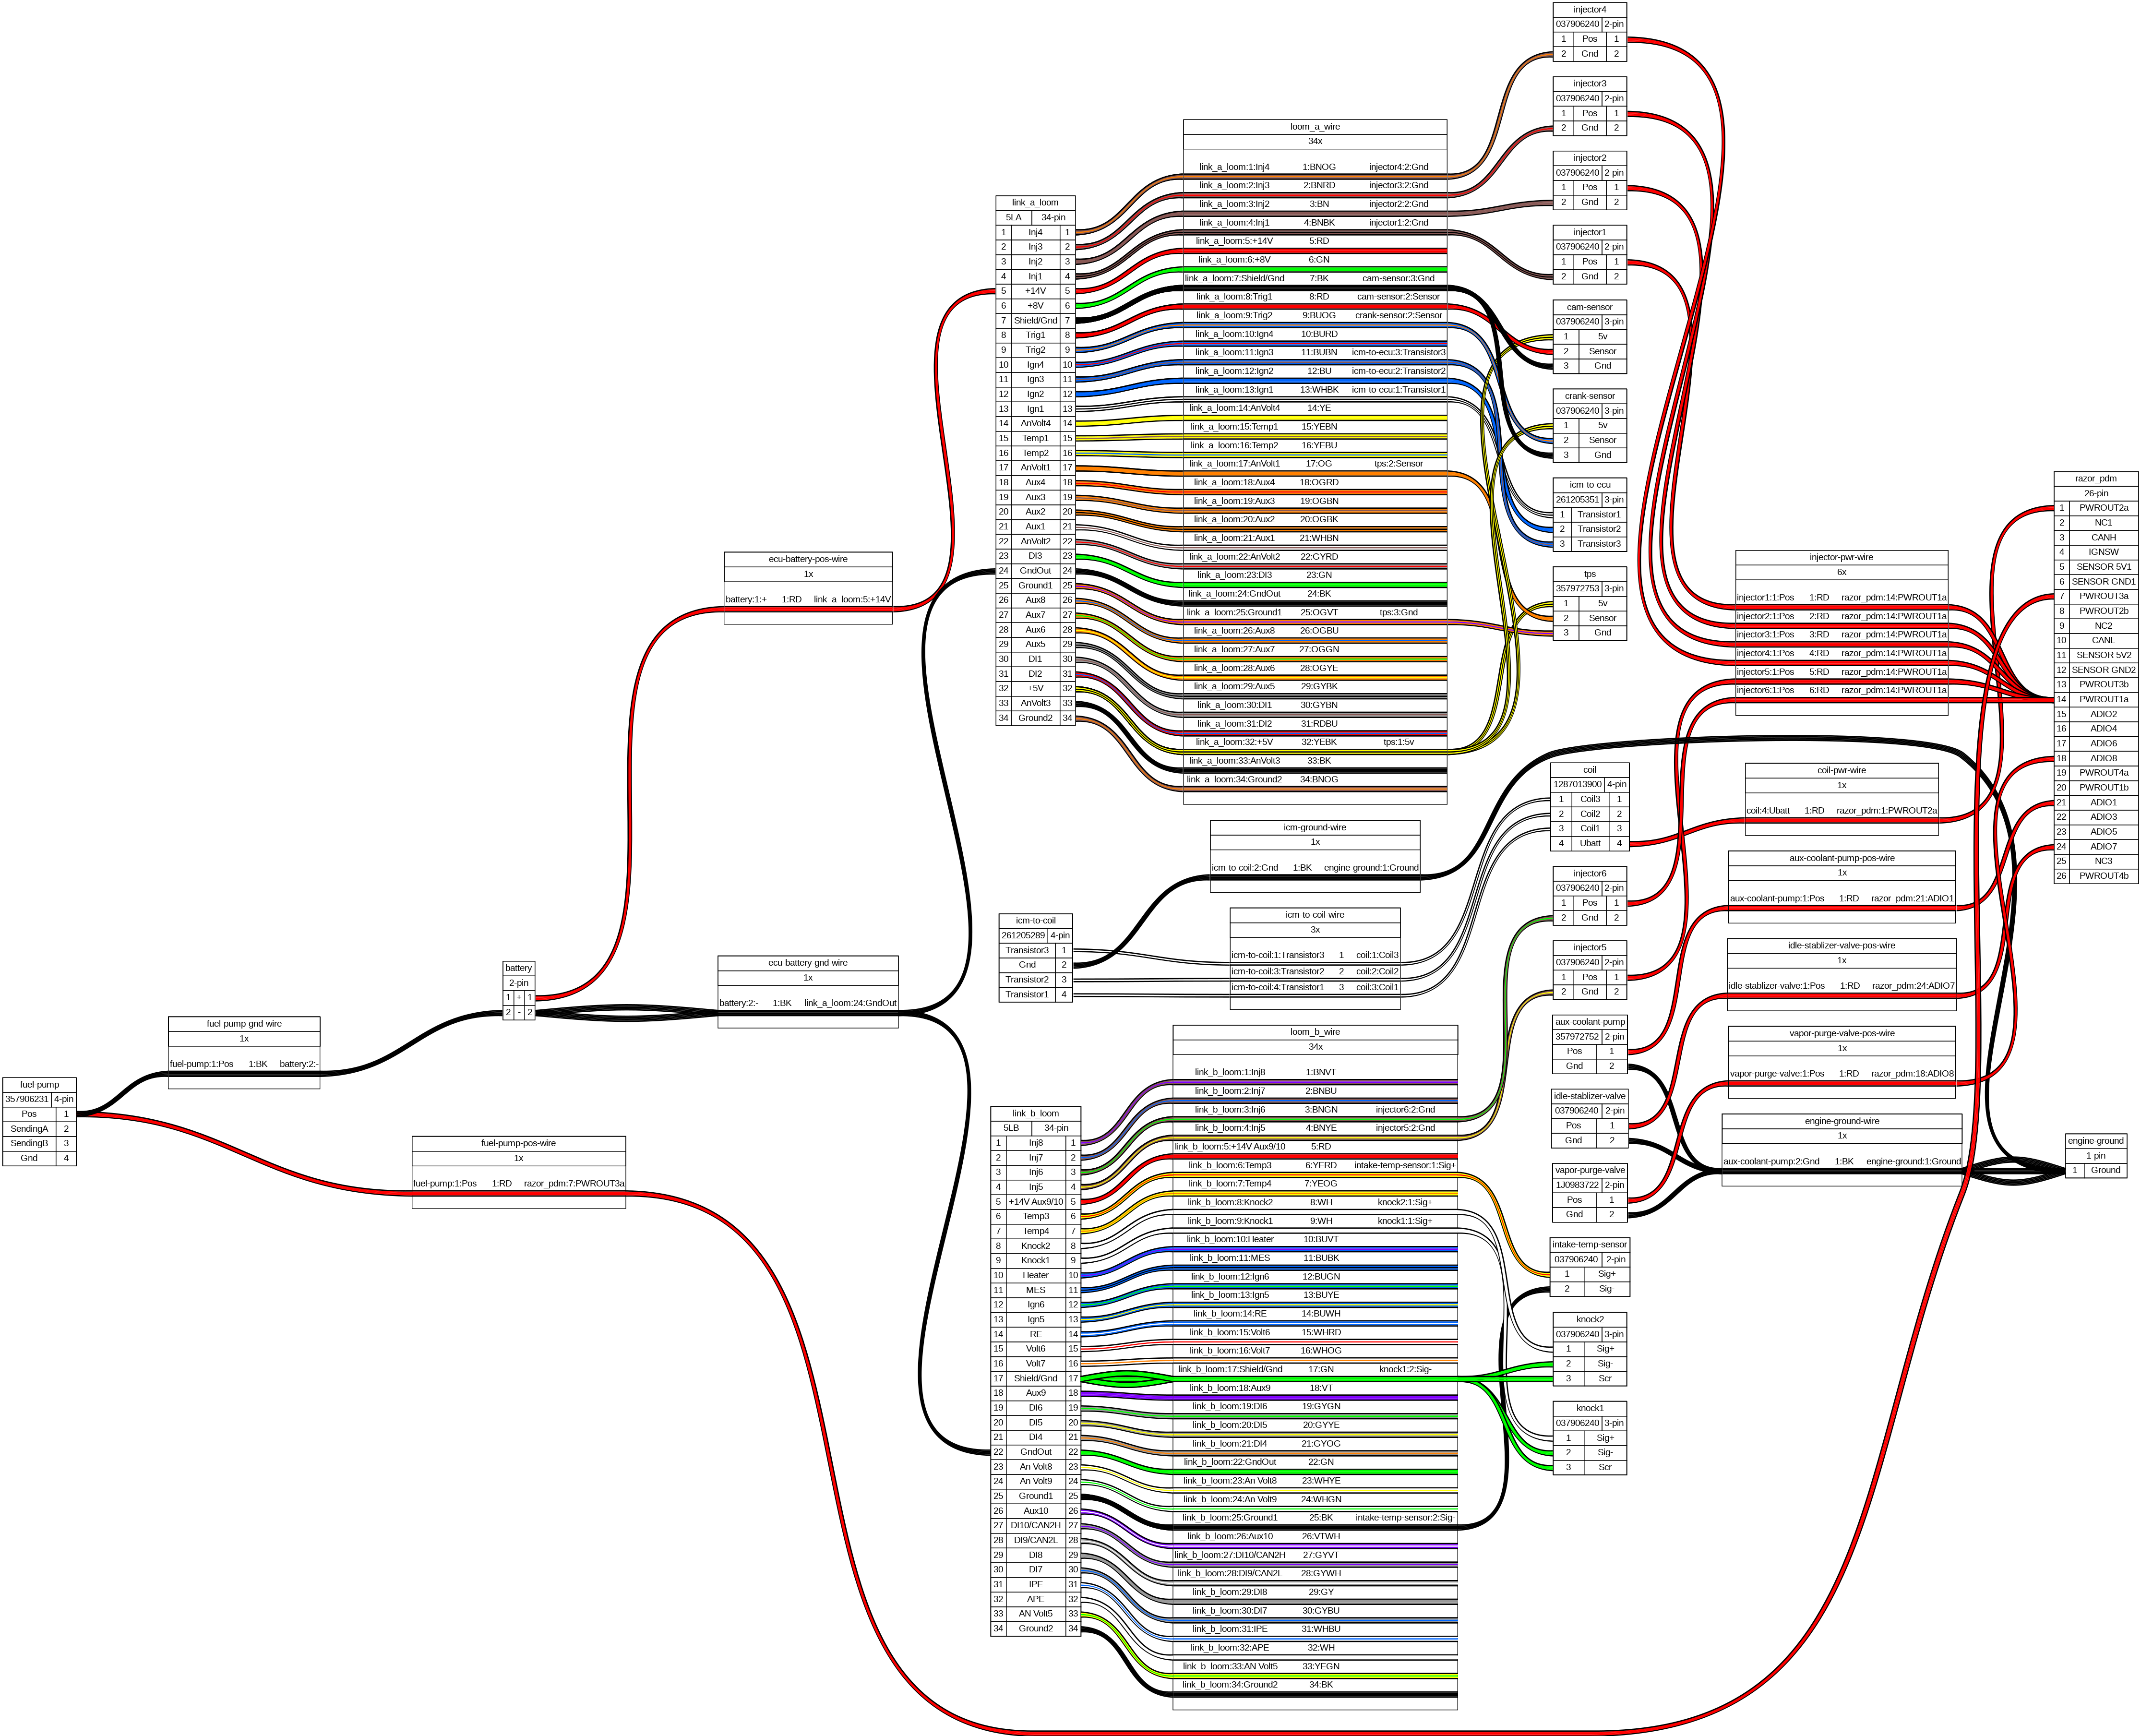 injector4
037906240 2-pin
1 Pos 1
2 Gnd 2
injector3
037906240 2-pin
1 Pos 1
2 Gnd 2
injector2
037906240 2-pin
1 Pos 1
2 Gnd 2
injector1
037906240 2-pin
1 Pos 1
2 Gnd 2
cam-sensor
037906240 3-pin
1 5v
2 Sensor
3 Gnd
crank-sensor
037906240 3-pin
1 5v
2 Sensor
3 Gnd
icm-to-ecu
261205351 3-pin
1 Transistor1
2 Transistor2
3 Transistor3
tps
357972753 3-pin
1 5v
2 Sensor
3 Gnd
loom_a_wire
34x
link_a_loom:1:Inj4 1:BNOG injector4:2:Gnd
link_a_loom:2:Inj3 2:BNRD injector3:2:Gnd
link_a_loom:3:Inj2 3:BN injector2:2:Gnd
link_a_loom:4:Inj1 4:BNBK injector1:2:Gnd
link_a_loom:5:+14V 5:RD
link_a_loom:6:+8V 6:GN
link_a_loom:7:Shield/Gnd 7:BK cam-sensor:3:Gnd
link_a_loom:8:Trig1 8:RD cam-sensor:2:Sensor
link_a_loom:9:Trig2 9:BUOG crank-sensor:2:Sensor
link_a_loom:10:Ign4 10:BURD
link_a_loom:11:Ign3 11:BUBN icm-to-ecu:3:Transistor3
link_a_loom:12:Ign2 12:BU icm-to-ecu:2:Transistor2
link_a_loom:13:Ign1 13:WHBK icm-to-ecu:1:Transistor1
link_a_loom:14:AnVolt4 14:YE
link_a_loom:15:Temp1 15:YEBN
link_a_loom:16:Temp2 16:YEBU
link_a_loom:17:AnVolt1 17:OG tps:2:Sensor
link_a_loom:18:Aux4 18:OGRD
link_a_loom:19:Aux3 19:OGBN
link_a_loom:20:Aux2 20:OGBK
link_a_loom:21:Aux1 21:WHBN
link_a_loom:22:AnVolt2 22:GYRD
link_a_loom:23:DI3 23:GN
link_a_loom:24:GndOut 24:BK
link_a_loom:25:Ground1 25:OGVT tps:3:Gnd
link_a_loom:26:Aux8 26:OGBU
link_a_loom:27:Aux7 27:OGGN
link_a_loom:28:Aux6 28:OGYE
link_a_loom:29:Aux5 29:GYBK
link_a_loom:30:DI1 30:GYBN
link_a_loom:31:DI2 31:RDBU
link_a_loom:32:+5V 32:YEBK tps:1:5v
link_a_loom:33:AnVolt3 33:BK
link_a_loom:34:Ground2 34:BNOG
link_a_loom
5LA 34-pin
1 Inj4 1
2 Inj3 2
3 Inj2 3
4 Inj1 4
5 +14V 5
6 +8V 6
7 Shield/Gnd 7
8 Trig1 8
9 Trig2 9
10 Ign4 10
11 Ign3 11
12 Ign2 12
13 Ign1 13
14 AnVolt4 14
15 Temp1 15
16 Temp2 16
17 AnVolt1 17
18 Aux4 18
19 Aux3 19
20 Aux2 20
21 Aux1 21
22 AnVolt2 22
23 DI3 23
24 GndOut 24
25 Ground1 25
26 Aux8 26
27 Aux7 27
28 Aux6 28
29 Aux5 29
30 DI1 30
31 DI2 31
32 +5V 32
33 AnVolt3 33
34 Ground2 34
razor_pdm
26-pin
1 PWROUT2a
2 NC1
3 CANH
4 IGNSW
5 SENSOR 5V1
6 SENSOR GND1
7 PWROUT3a
8 PWROUT2b
9 NC2
10 CANL
11 SENSOR 5V2
12 SENSOR GND2
13 PWROUT3b
14 PWROUT1a
15 ADIO2
16 ADIO4
17 ADIO6
18 ADIO8
19 PWROUT4a
20 PWROUT1b
21 ADIO1
22 ADIO3
23 ADIO5
24 ADIO7
25 NC3
26 PWROUT4b
injector-pwr-wire
6x
injector1:1:Pos 1:RD razor_pdm:14:PWROUT1a
injector2:1:Pos 2:RD razor_pdm:14:PWROUT1a
injector3:1:Pos 3:RD razor_pdm:14:PWROUT1a
injector4:1:Pos 4:RD razor_pdm:14:PWROUT1a
injector5:1:Pos 5:RD razor_pdm:14:PWROUT1a
injector6:1:Pos 6:RD razor_pdm:14:PWROUT1a
ecu-battery-pos-wire
1x
battery:1:+ 1:RD link_a_loom:5:+14V
coil
1287013900 4-pin
1 Coil3 1
2 Coil2 2
3 Coil1 3
4 Ubatt 4
coil-pwr-wire
1x
coil:4:Ubatt 1:RD razor_pdm:1:PWROUT2a
icm-ground-wire
1x
icm-to-coil:2:Gnd 1:BK engine-ground:1:Ground
aux-coolant-pump-pos-wire
1x
aux-coolant-pump:1:Pos 1:RD razor_pdm:21:ADIO1
injector6
037906240 2-pin
1 Pos 1
2 Gnd 2
icm-to-coil
261205289 4-pin
Transistor3 1
Gnd 2
Transistor2 3
Transistor1 4
icm-to-coil-wire
3x
icm-to-coil:1:Transistor3 1 coil:1:Coil3
icm-to-coil:3:Transistor2 2 coil:2:Coil2
icm-to-coil:4:Transistor1 3 coil:3:Coil1
injector5
037906240 2-pin
1 Pos 1
2 Gnd 2
idle-stablizer-valve-pos-wire
1x
idle-stablizer-valve:1:Pos 1:RD razor_pdm:24:ADIO7
battery
2-pin
1 + 1
2 - 2
ecu-battery-gnd-wire
1x
battery:2:- 1:BK link_a_loom:24:GndOut
fuel-pump-gnd-wire
1x
fuel-pump:1:Pos 1:BK battery:2:-
aux-coolant-pump
357972752 2-pin
Pos 1
Gnd 2
vapor-purge-valve-pos-wire
1x
vapor-purge-valve:1:Pos 1:RD razor_pdm:18:ADIO8
idle-stablizer-valve
037906240 2-pin
Pos 1
Gnd 2
engine-ground-wire
1x
aux-coolant-pump:2:Gnd 1:BK engine-ground:1:Ground
engine-ground
1-pin
1 Ground
vapor-purge-valve
1J0983722 2-pin
Pos 1
Gnd 2
fuel-pump
357906231 4-pin
Pos 1
SendingA 2
SendingB 3
Gnd 4
fuel-pump-pos-wire
1x
fuel-pump:1:Pos 1:RD razor_pdm:7:PWROUT3a
link_b_loom
5LB 34-pin
1 Inj8 1
2 Inj7 2
3 Inj6 3
4 Inj5 4
5 +14V Aux9/10 5
6 Temp3 6
7 Temp4 7
8 Knock2 8
9 Knock1 9
10 Heater 10
11 MES 11
12 Ign6 12
13 Ign5 13
14 RE 14
15 Volt6 15
16 Volt7 16
17 Shield/Gnd 17
18 Aux9 18
19 DI6 19
20 DI5 20
21 DI4 21
22 GndOut 22
23 An Volt8 23
24 An Volt9 24
25 Ground1 25
26 Aux10 26
27 DI10/CAN2H 27
28 DI9/CAN2L 28
29 DI8 29
30 DI7 30
31 IPE 31
32 APE 32
33 AN Volt5 33
34 Ground2 34
loom_b_wire
34x
link_b_loom:1:Inj8 1:BNVT
link_b_loom:2:Inj7 2:BNBU
link_b_loom:3:Inj6 3:BNGN injector6:2:Gnd
link_b_loom:4:Inj5 4:BNYE injector5:2:Gnd
link_b_loom:5:+14V Aux9/10 5:RD
link_b_loom:6:Temp3 6:YERD intake-temp-sensor:1:Sig+
link_b_loom:7:Temp4 7:YEOG
link_b_loom:8:Knock2 8:WH knock2:1:Sig+
link_b_loom:9:Knock1 9:WH knock1:1:Sig+
link_b_loom:10:Heater 10:BUVT
link_b_loom:11:MES 11:BUBK
link_b_loom:12:Ign6 12:BUGN
link_b_loom:13:Ign5 13:BUYE
link_b_loom:14:RE 14:BUWH
link_b_loom:15:Volt6 15:WHRD
link_b_loom:16:Volt7 16:WHOG
link_b_loom:17:Shield/Gnd 17:GN knock1:2:Sig-
link_b_loom:18:Aux9 18:VT
link_b_loom:19:DI6 19:GYGN
link_b_loom:20:DI5 20:GYYE
link_b_loom:21:DI4 21:GYOG
link_b_loom:22:GndOut 22:GN
link_b_loom:23:An Volt8 23:WHYE
link_b_loom:24:An Volt9 24:WHGN
link_b_loom:25:Ground1 25:BK intake-temp-sensor:2:Sig-
link_b_loom:26:Aux10 26:VTWH
link_b_loom:27:DI10/CAN2H 27:GYVT
link_b_loom:28:DI9/CAN2L 28:GYWH
link_b_loom:29:DI8 29:GY
link_b_loom:30:DI7 30:GYBU
link_b_loom:31:IPE 31:WHBU
link_b_loom:32:APE 32:WH
link_b_loom:33:AN Volt5 33:YEGN
link_b_loom:34:Ground2 34:BK
intake-temp-sensor
037906240 2-pin
1 Sig+
2 Sig-
knock2
037906240 3-pin
1 Sig+
2 Sig-
3 Scr
knock1
037906240 3-pin
1 Sig+
2 Sig-
3 Scr